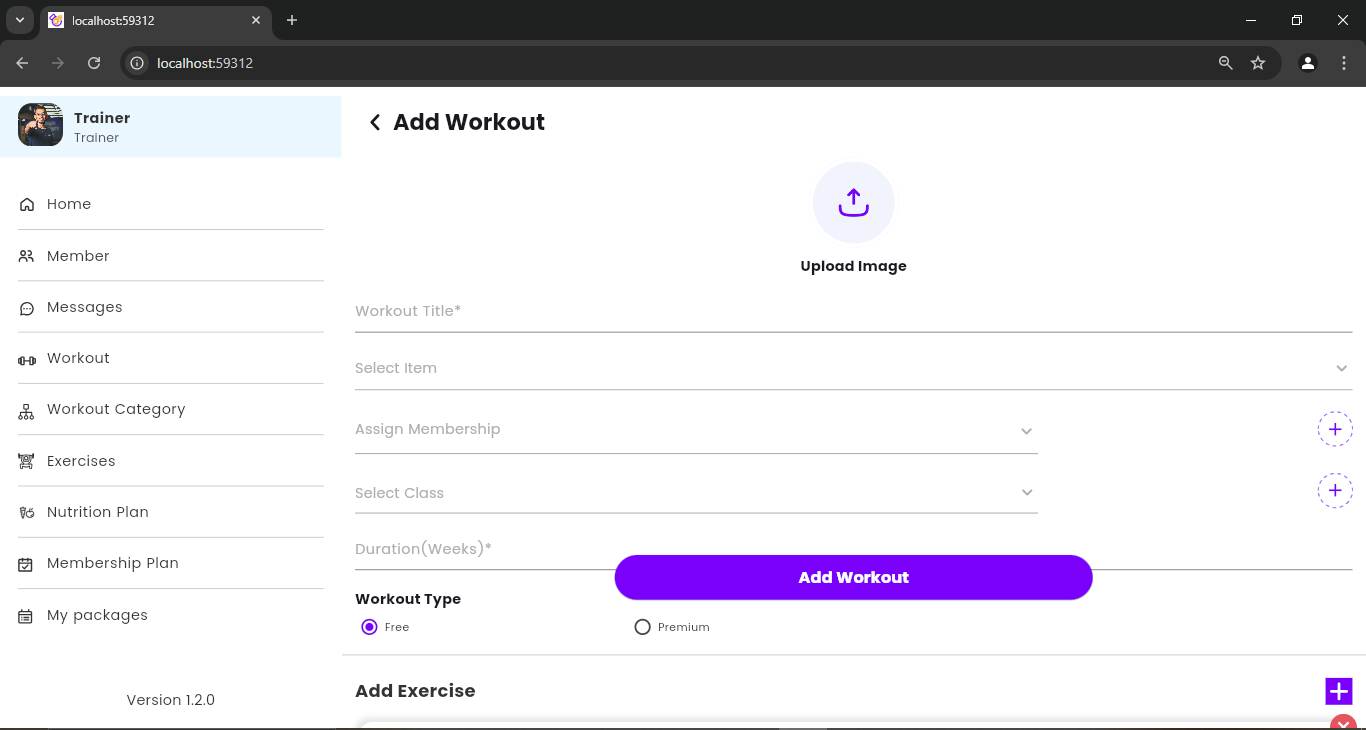 localhost:59312
localhost:59312
Trainer
Trainer
Home
Member
Messages
Workout
Workout Category
Exercises
Nutrition Plan
Membership Plan
My packages
Version 1.2.0
Add Workout
Upload Image
Workout Title*
Select Item
Assign Membership
Select Class
Duration(Weeks)*
Add Workout
Workout Type
Free
Premium
Add Exercise